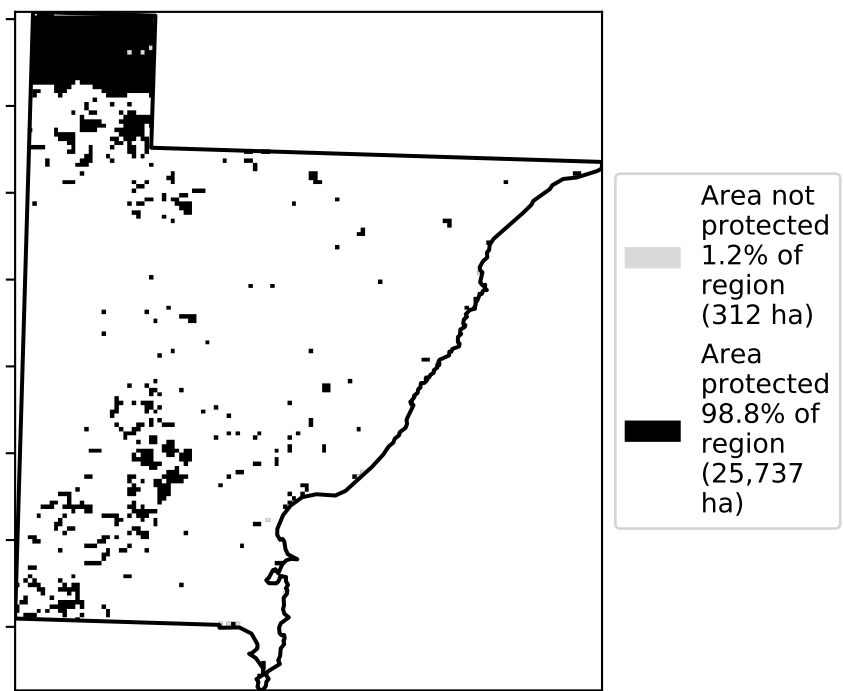 Area not
protected
1.2% of
region
(312 ha)
Area
protected
98.8% of
region
(25,737
ha)